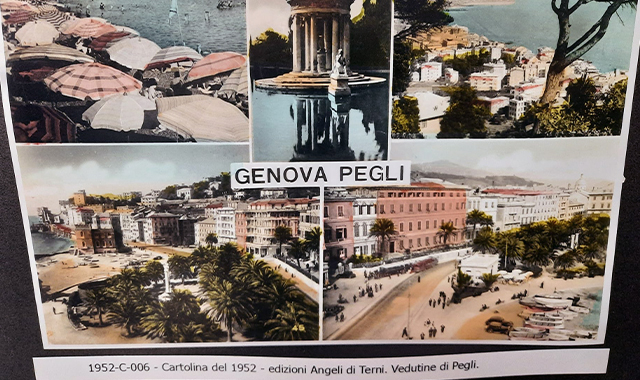 GENOVA PEGLI
1952-C-006 - Cartolina del 1952 - edizioni Angeli di Terni. Vedutine di Pegli.